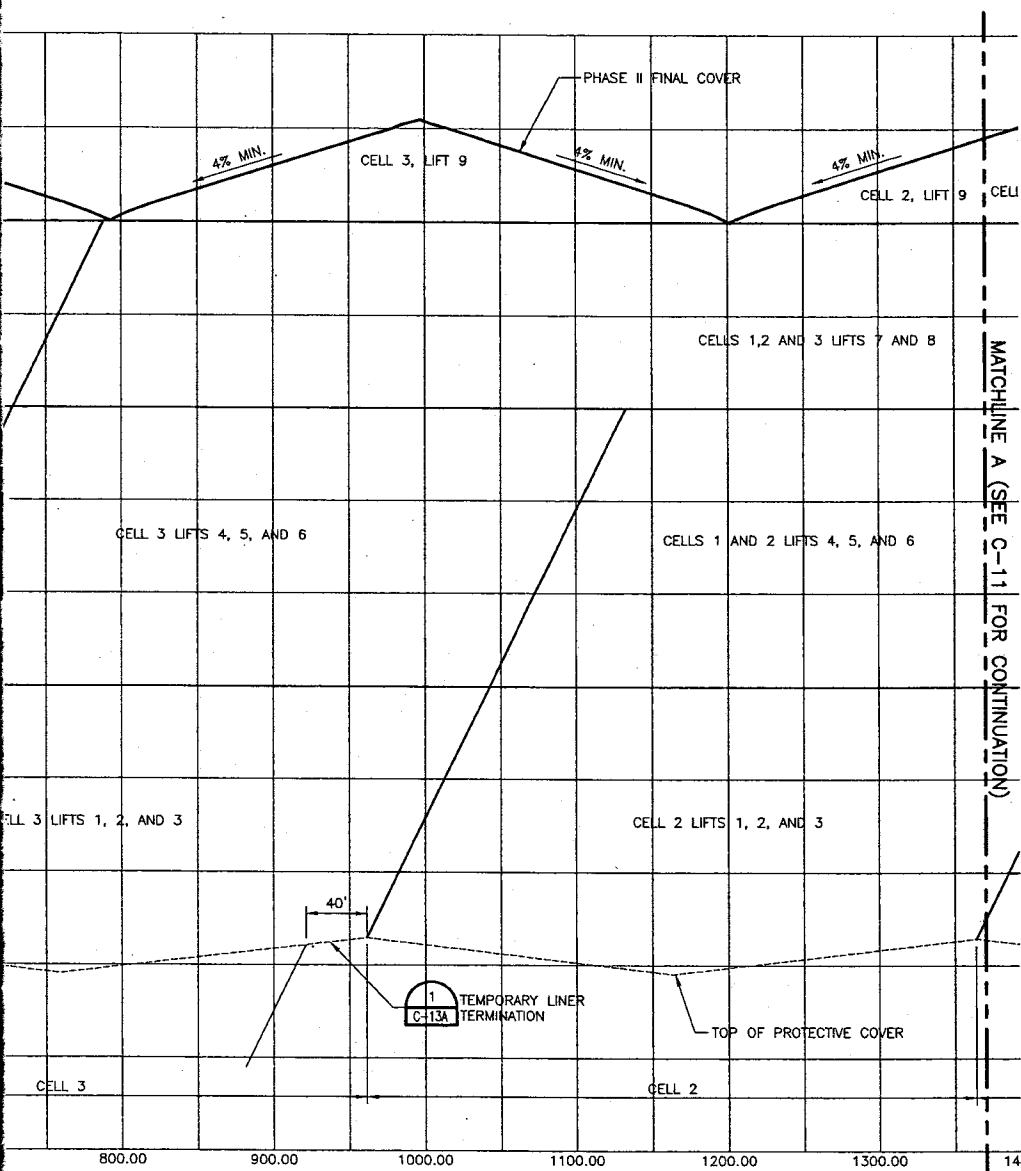 PHASE II FINAL COVER
4% MIN.
CELL 3, LIFT 9
4% MIN.
4% MIN.
CELL 2, LIFT 9
CELL
CELLS 1,2 AND 3 LIFTS 7 AND 8
MATCHLINE A (SEE C-11 FOR CONTINUATION)
CELL 3 LIFTS 4, 5, AND 6
CELLS 1 AND 2 LIFTS 4, 5, AND 6
ELL 3 LIFTS 1, 2, AND 3
CELL 2 LIFTS 1, 2, AND 3
40'
1
C-13A
TEMPORARY LINER
TERMINATION
TOP OF PROTECTIVE COVER
CELL 3
CELL 2
800.00
900.00
1000.00
1100.00
1200.00
1300.00
14